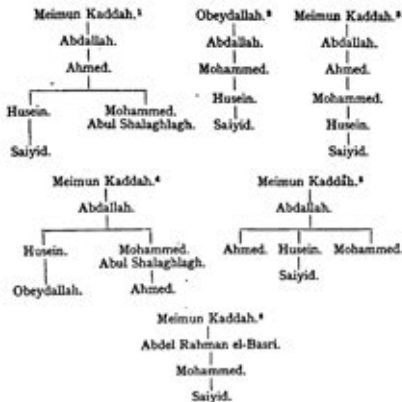 Meimun Kaddah.¹ Obeydallah.² Meimun Kaddah.³
Abdallah. Abdallah. Abdallah.
Ahmed. Mohammed. Ahmed.
Husein. Mohammed. Husein. Mohammed.
Abul Shalaghlagh.
Saiyid. Saiyid. Husein.
Saiyid.
Meimun Kaddah.⁴ Meimun Kaddah.⁵
Abdallah. Abdallah.
Husein. Mohammed. Ahmed. Husein. Mohammed.
Abul Shalaghlagh.
Obeydallah. Ahmed. Saiyid.
Meimun Kaddah.⁶
Abdel Rahman el-Basri.
Mohammed.
Saiyid.